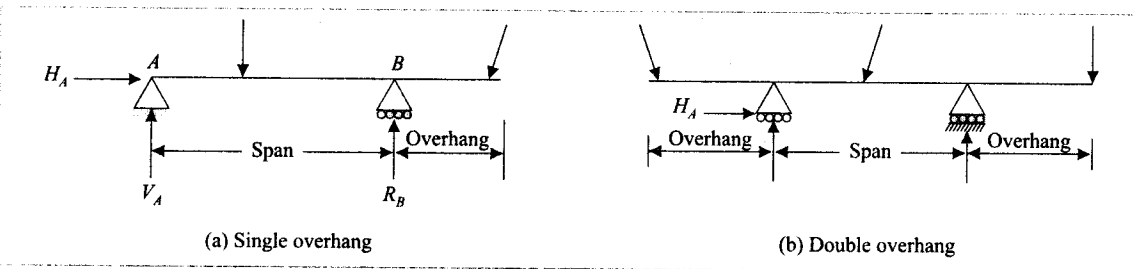 A
B
H_A
Span
Overhang
V_A
R_B
(a) Single overhang
H_A
Overhang
Span
Overhang
(b) Double overhang